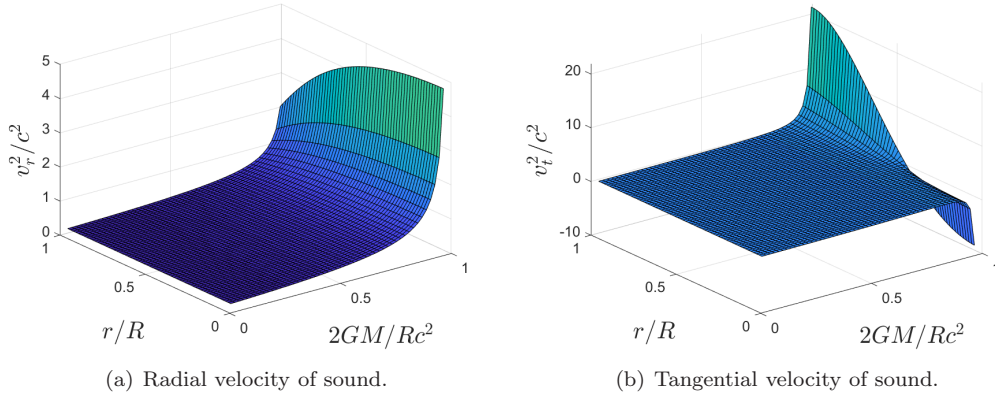 5
4
3
2
1
0
v_r^2/c^2
1
0.5
0
r/R
0
0.5
1
2GM/Rc^2
(a) Radial velocity of sound.
20
10
0
-10
v_t^2/c^2
1
0.5
0
r/R
0
0.5
1
2GM/Rc^2
(b) Tangential velocity of sound.